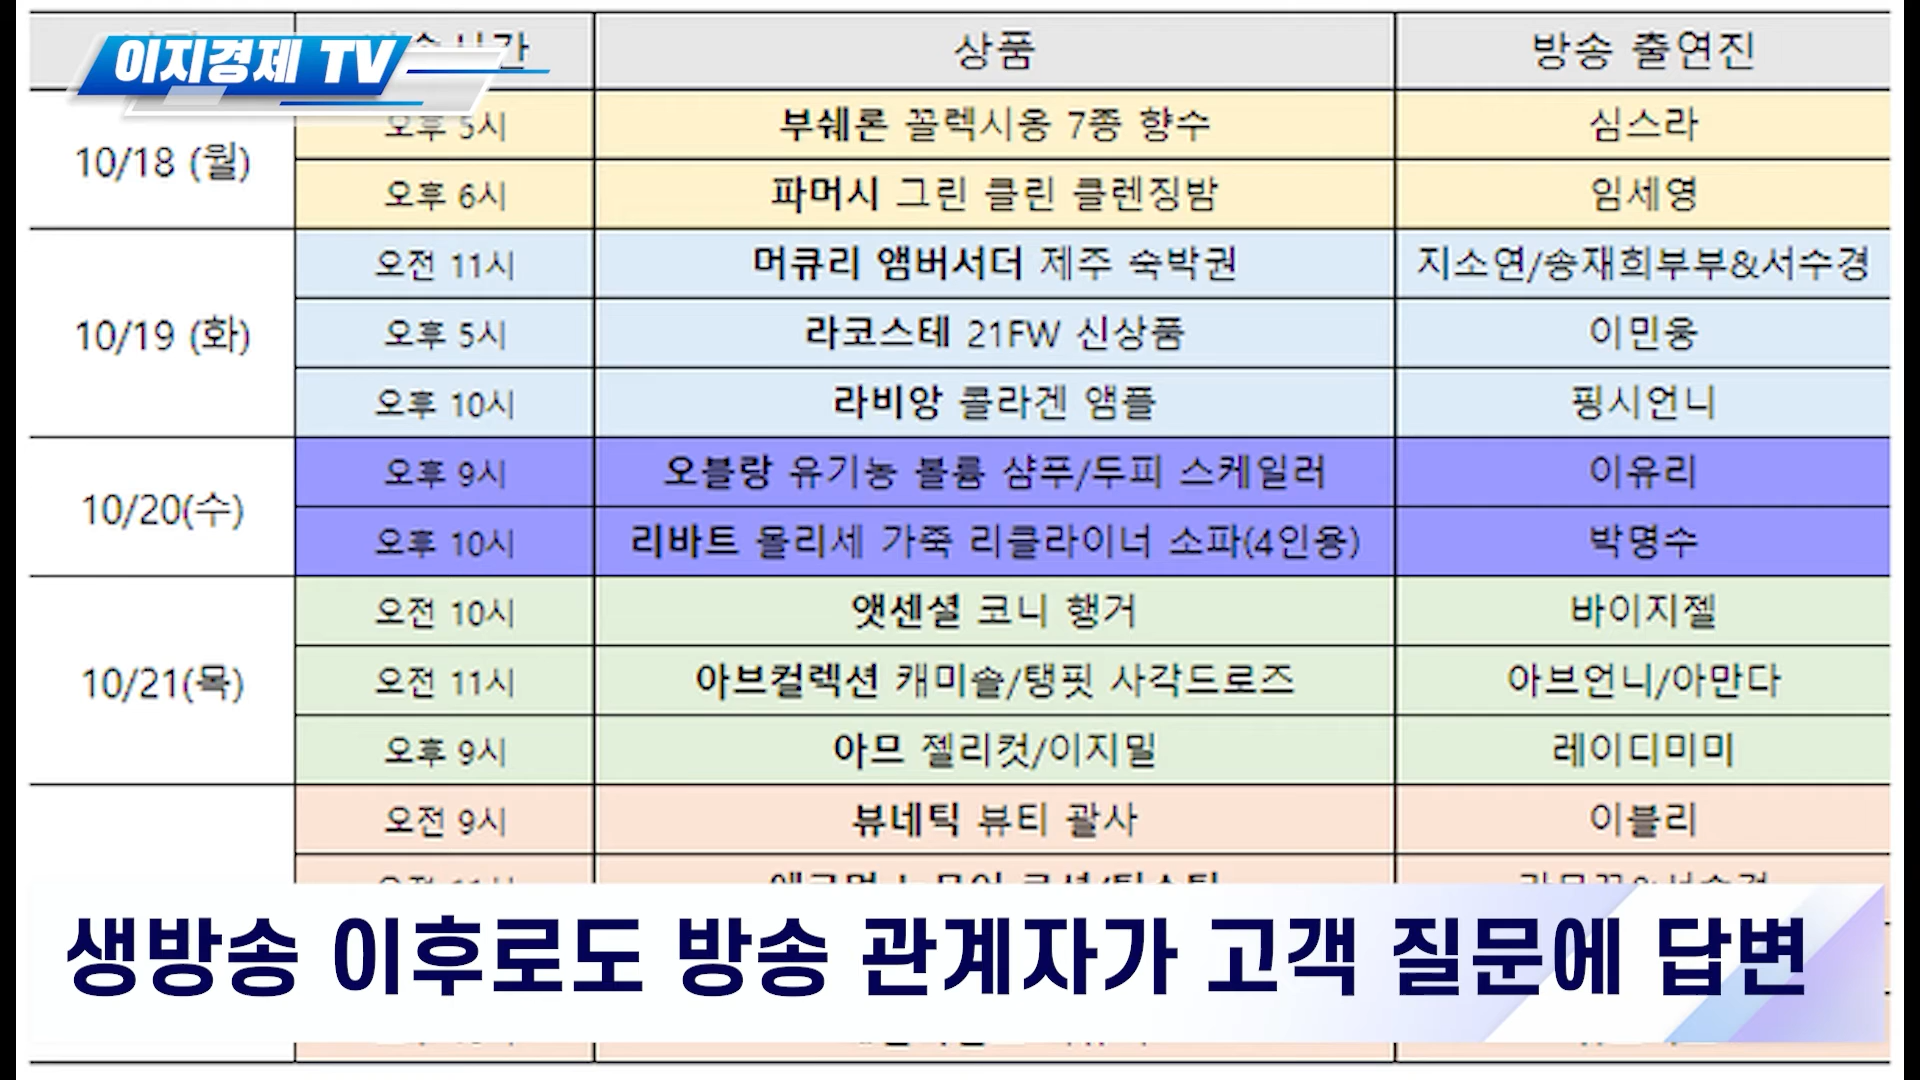 이지경제 TV
상품 방송 출연진
10/18 (월)
오후 5시 부쉐론 꼴렉시옹 7종 향수 심스라
오후 6시 파머시 그린 클린 클렌징밤 임세영
10/19 (화)
오전 11시 머큐리 앰버서더 제주 숙박권 지소연/송재희부부&서수경
오후 5시 라코스테 21FW 신상품 이민웅
오후 10시 라비앙 콜라겐 앰플 핑시언니
10/20(수)
오후 9시 오블랑 유기농 볼륨 샴푸/두피 스케일러 이유리
오후 10시 리바트 몰리세 가죽 리클라이너 소파(4인용) 박명수
10/21(목)
오전 10시 앳센셜 코니 행거 바이지젤
오전 11시 아브컬렉션 캐미솔/탱핏 사각드로즈 아브언니/아만다
오후 9시 아므 젤리컷/이지밀 레이디미미
오전 9시 뷰네틱 뷰티 괄사 이블리
생방송 이후로도 방송 관계자가 고객 질문에 답변